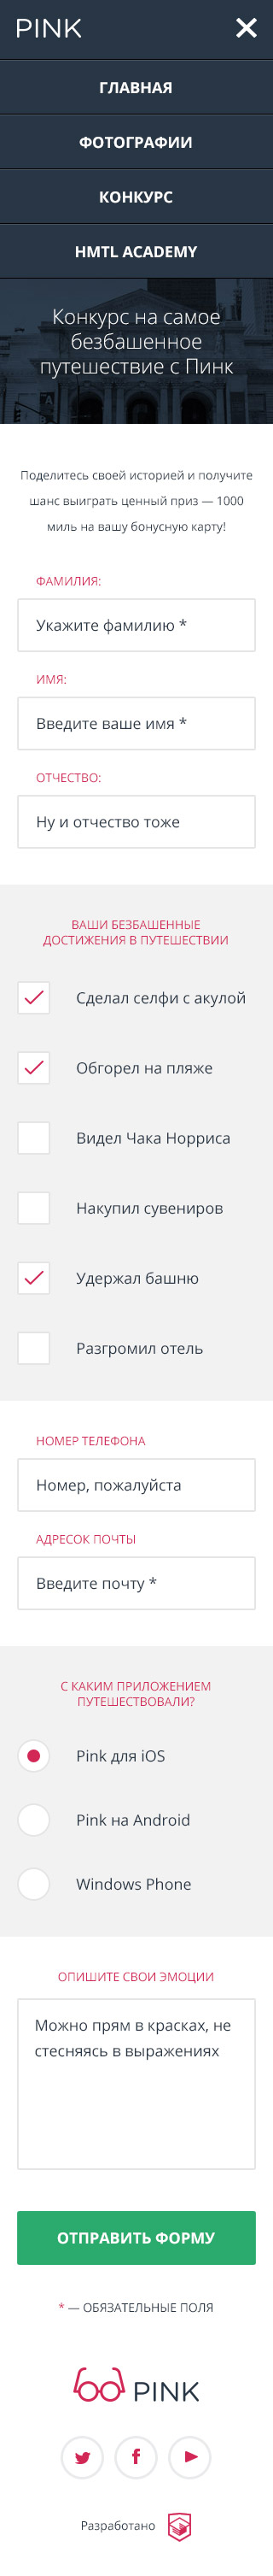 PINK
ГЛАВНАЯ
ФОТОГРАФИИ
КОНКУРС
HMTL ACADEMY
Конкурс на самое
безбашенное
путешествие с Пинк
Поделитесь своей историей и получите
шанс выиграть ценный приз — 1000
миль на вашу бонусную карту!
ФАМИЛИЯ:
Укажите фамилию *
ИМЯ:
Введите ваше имя *
ОТЧЕСТВО:
Ну и отчество тоже
ВАШИ БЕЗБАШЕННЫЕ
ДОСТИЖЕНИЯ В ПУТЕШЕСТВИИ
Сделал селфи с акулой
Обгорел на пляже
Видел Чака Норриса
Накупил сувениров
Удержал башню
Разгромил отель
НОМЕР ТЕЛЕФОНА
Номер, пожалуйста
АДРЕСОК ПОЧТЫ
Введите почту *
С КАКИМ ПРИЛОЖЕНИЕМ
ПУТЕШЕСТВОВАЛИ?
Pink для iOS
Pink на Android
Windows Phone
ОПИШИТЕ СВОИ ЭМОЦИИ
Можно прям в красках, не
стесняясь в выражениях
ОТПРАВИТЬ ФОРМУ
* — ОБЯЗАТЕЛЬНЫЕ ПОЛЯ
PINK
Разработано